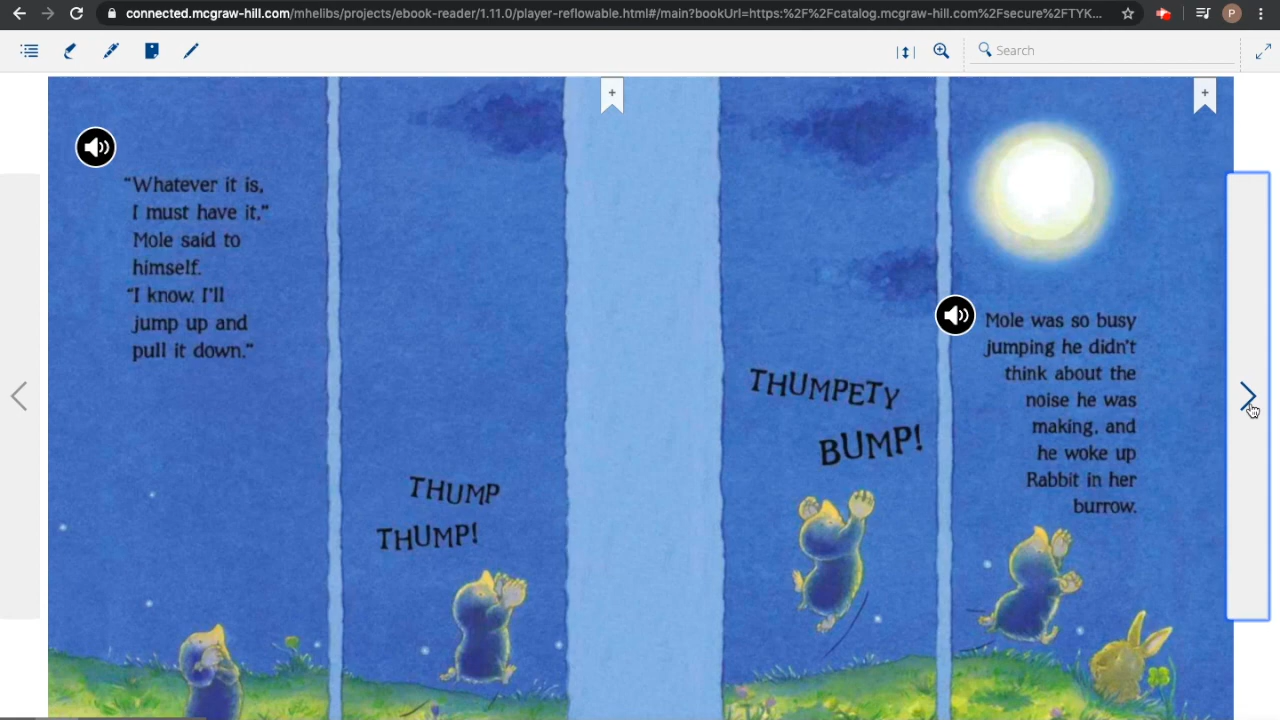 connected.mcgraw-hill.com/mhelibs/projects/ebook-reader/1.11.0/player-reflowable.html#/main?bookUrl=https:%2F%2Fcatalog.mcgraw-hill.com%2Fsecure%2FTYK...
P
Search
+
+
"Whatever it is,
I must have it,"
Mole said to
himself.
"I know. I'll
jump up and
pull it down."
THUMP
THUMP!
THUMPETY
BUMP!
Mole was so busy
jumping he didn't
think about the
noise he was
making, and
he woke up
Rabbit in her
burrow.